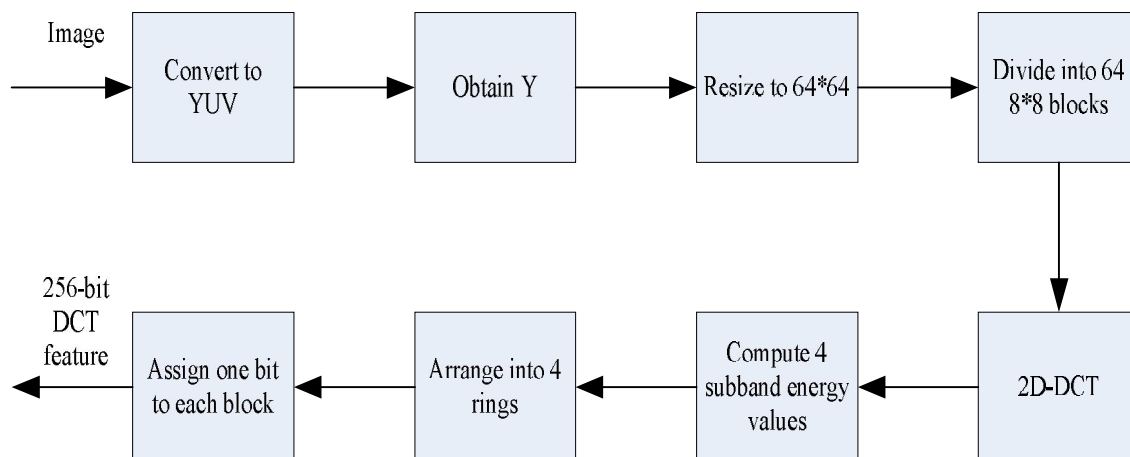 Image
Convert to
YUV
Obtain Y
Resize to 64*64
Divide into 64
8*8 blocks
256-bit
DCT
feature
Assign one bit
to each block
Arrange into 4
rings
Compute 4
subband energy
values
2D-DCT